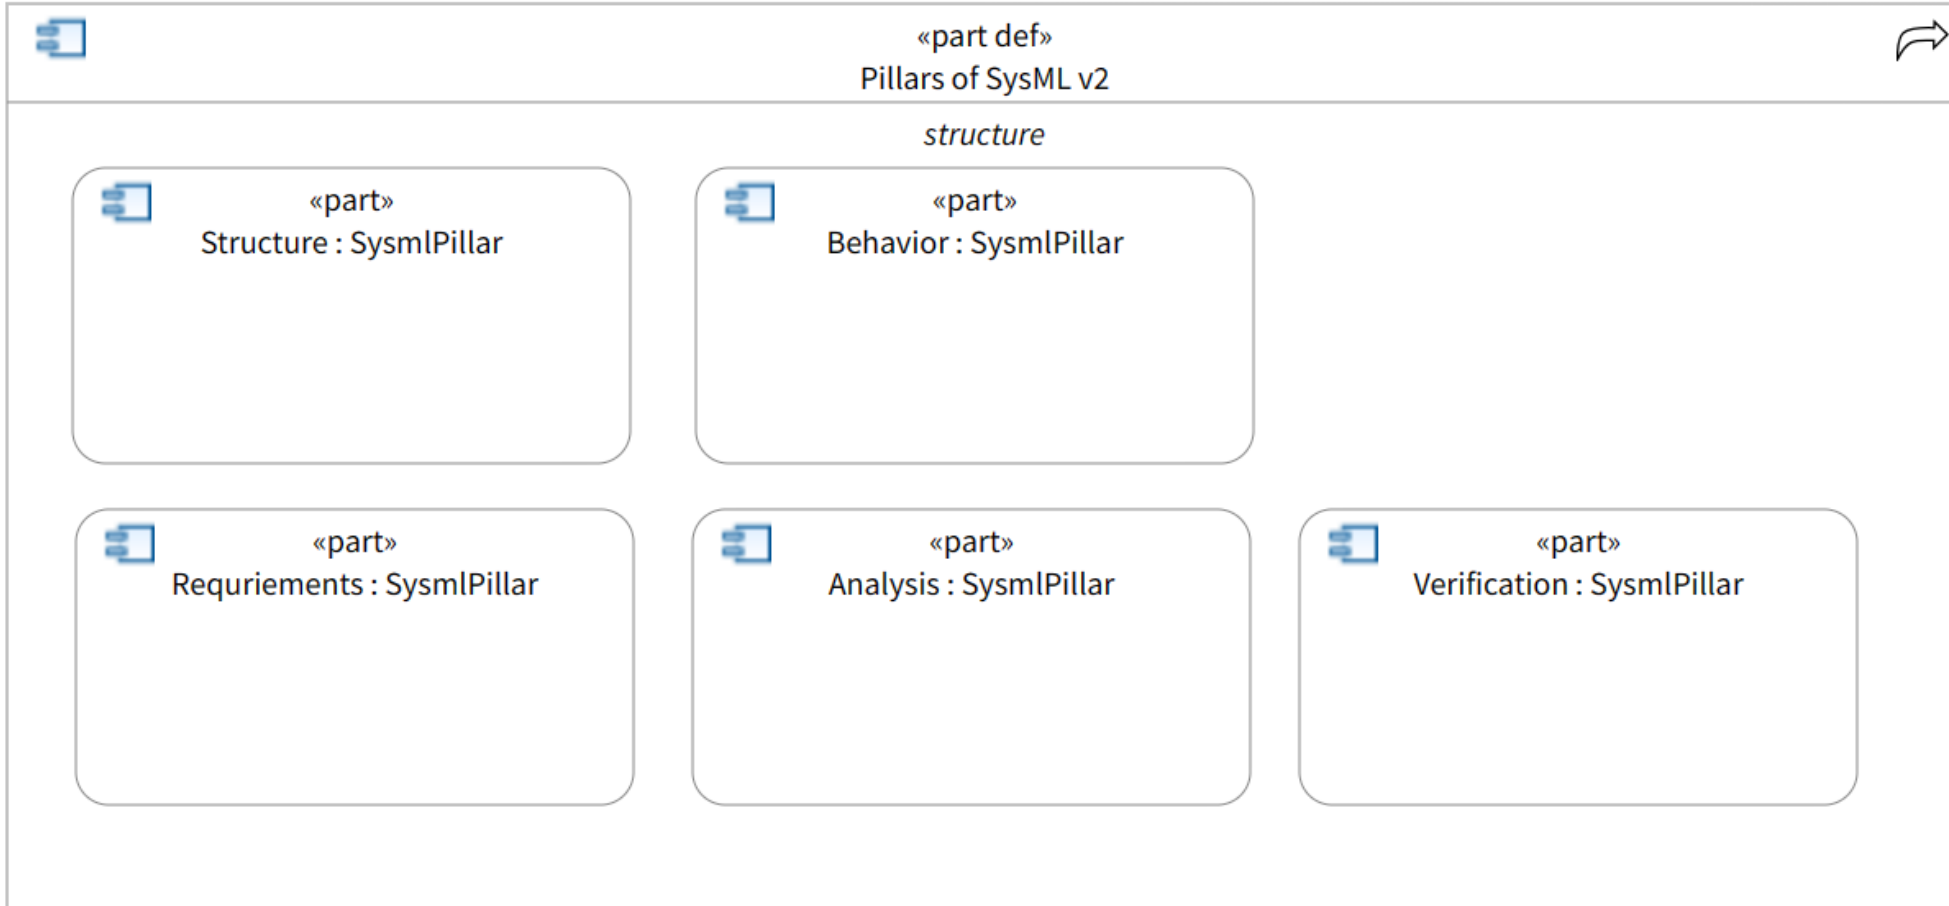 «part def»
Pillars of SysML v2
structure
«part»
Structure : SysmlPillar
«part»
Behavior : SysmlPillar
«part»
Requriements : SysmlPillar
«part»
Analysis : SysmlPillar
«part»
Verification : SysmlPillar